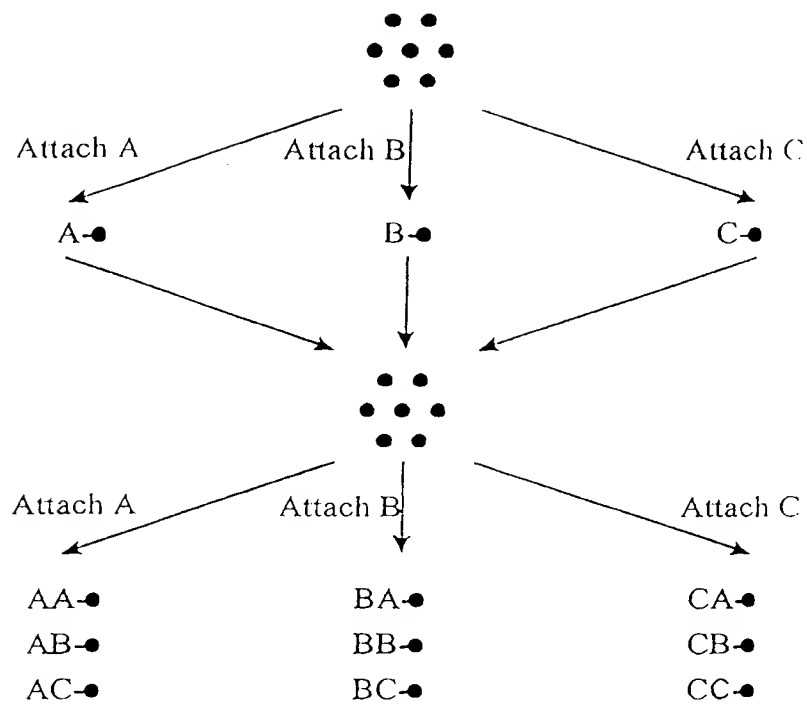 Attach A Attach B Attach C
A B C
Attach A Attach B Attach C
AA BA CA
AB BB CB
AC BC CC